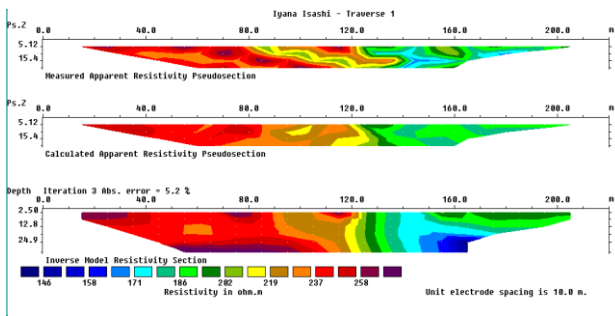 Iyana Isashi - Traverse 1
Ps.Z 0.0 40.0 80.0 120.0 160.0 200.0 m
5.12
15.4
Measured Apparent Resistivity Pseudosection
Ps.Z 0.0 40.0 80.0 120.0 160.0 200.0 m
5.12
15.4
Calculated Apparent Resistivity Pseudosection
Depth Iteration 3 Abs. error = 5.2 %
0.0 40.0 80.0 120.0 160.0 200.0 m
2.50
12.8
24.9
Inverse Model Resistivity Section
146 158 171 186 202 219 237 258
Resistivity in ohm.m Unit electrode spacing is 10.0 m.